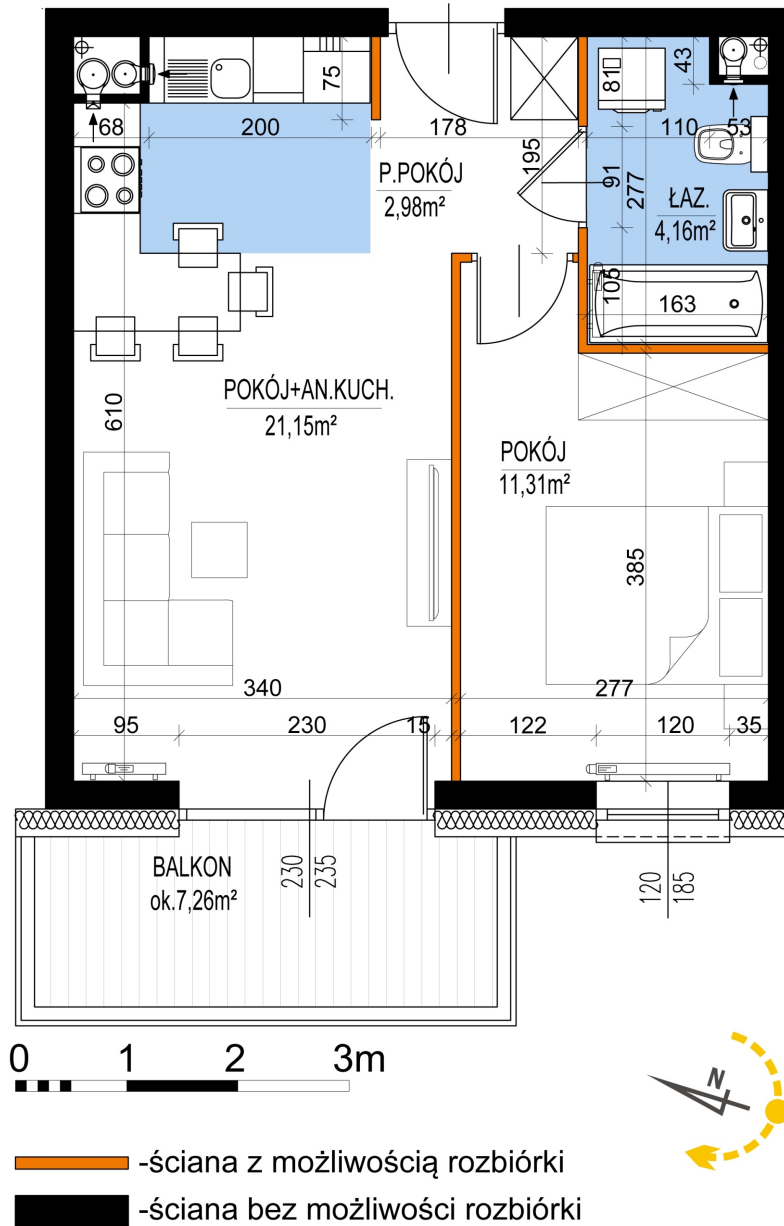 75
81
43
68
200
178
195
110
53
P.POKÓJ
2,98m²
91
277
ŁAZ.
4,16m²
105
163
610
POKÓJ+AN.KUCH.
21,15m²
POKÓJ
11,31m²
385
340
277
95
230
15
122
120
35
BALKON
ok.7,26m²
230
235
120
185
0 1 2 3m
N
-ściana z możliwością rozbiórki
-ściana bez możliwości rozbiórki